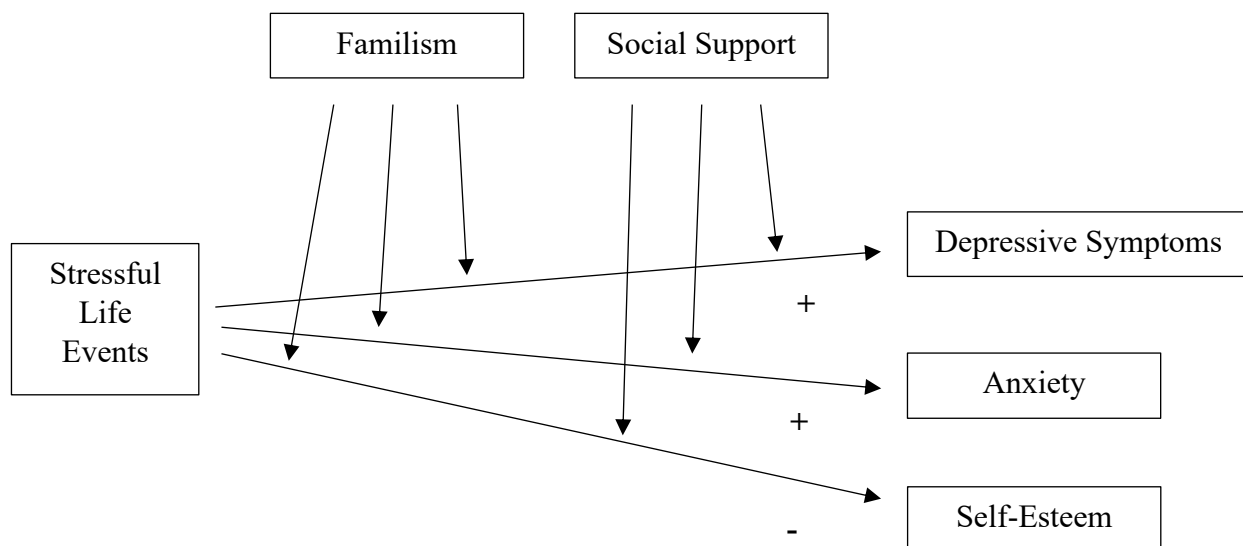 Familism
Social Support
Stressful
Life
Events
Depressive Symptoms
+
Anxiety
+
Self-Esteem
-